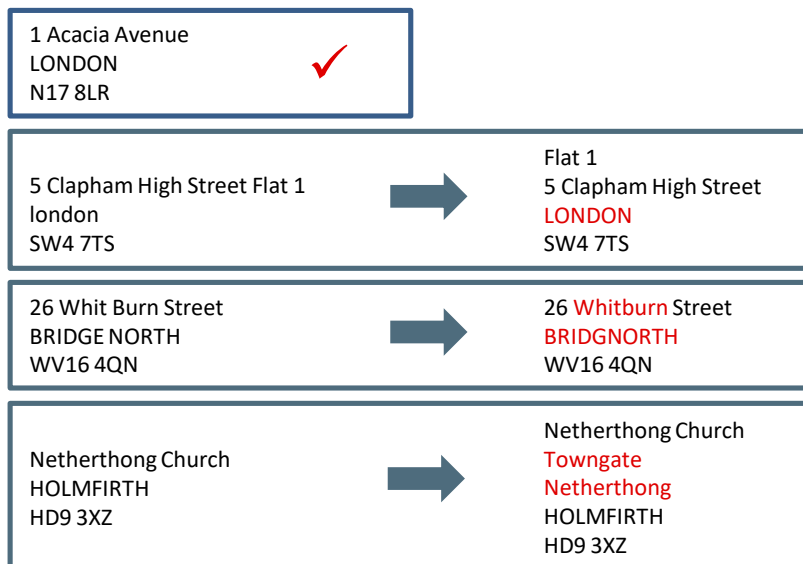 1 Acacia Avenue
LONDON
N17 8LR
5 Clapham High Street Flat 1
london
SW4 7TS
Flat 1
5 Clapham High Street
LONDON
SW4 7TS
26 Whit Burn Street
BRIDGE NORTH
WV16 4QN
26 Whitburn Street
BRIDGNORTH
WV16 4QN
Netherthong Church
HOLMFIRTH
HD9 3XZ
Netherthong Church
Towngate
Netherthong
HOLMFIRTH
HD9 3XZ